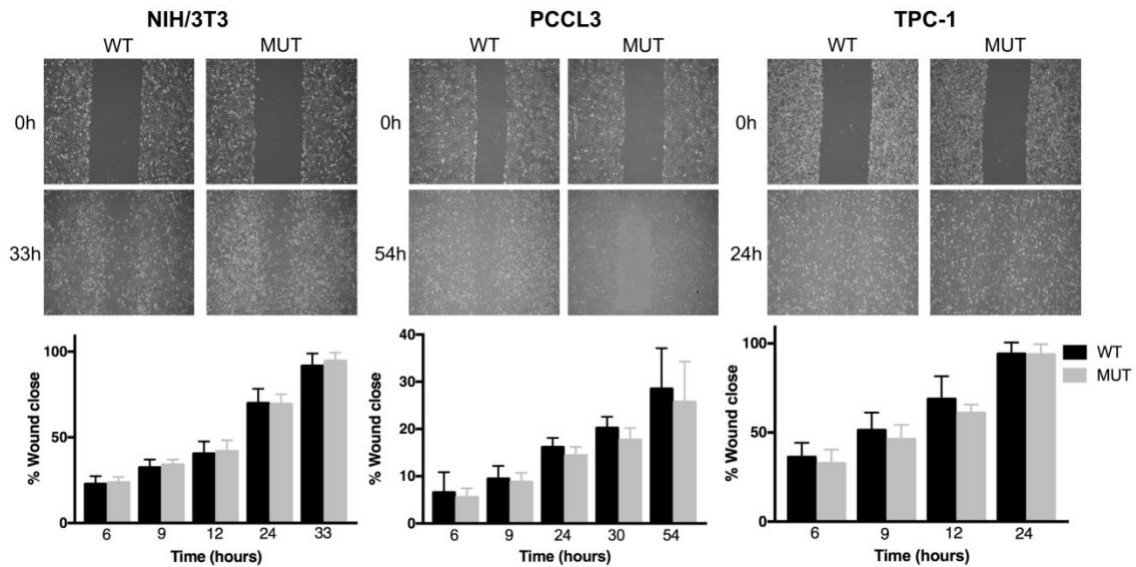 NIH/3T3
WT MUT
0h
33h
% Wound close
100
50
0
6 9 12 24 33
Time (hours)
PCCL3
WT MUT
0h
54h
% Wound close
40
30
20
10
0
6 9 24 30 54
Time (hours)
TPC-1
WT MUT
0h
24h
% Wound close
100
50
0
6 9 12 24
Time (hours)
WT
MUT